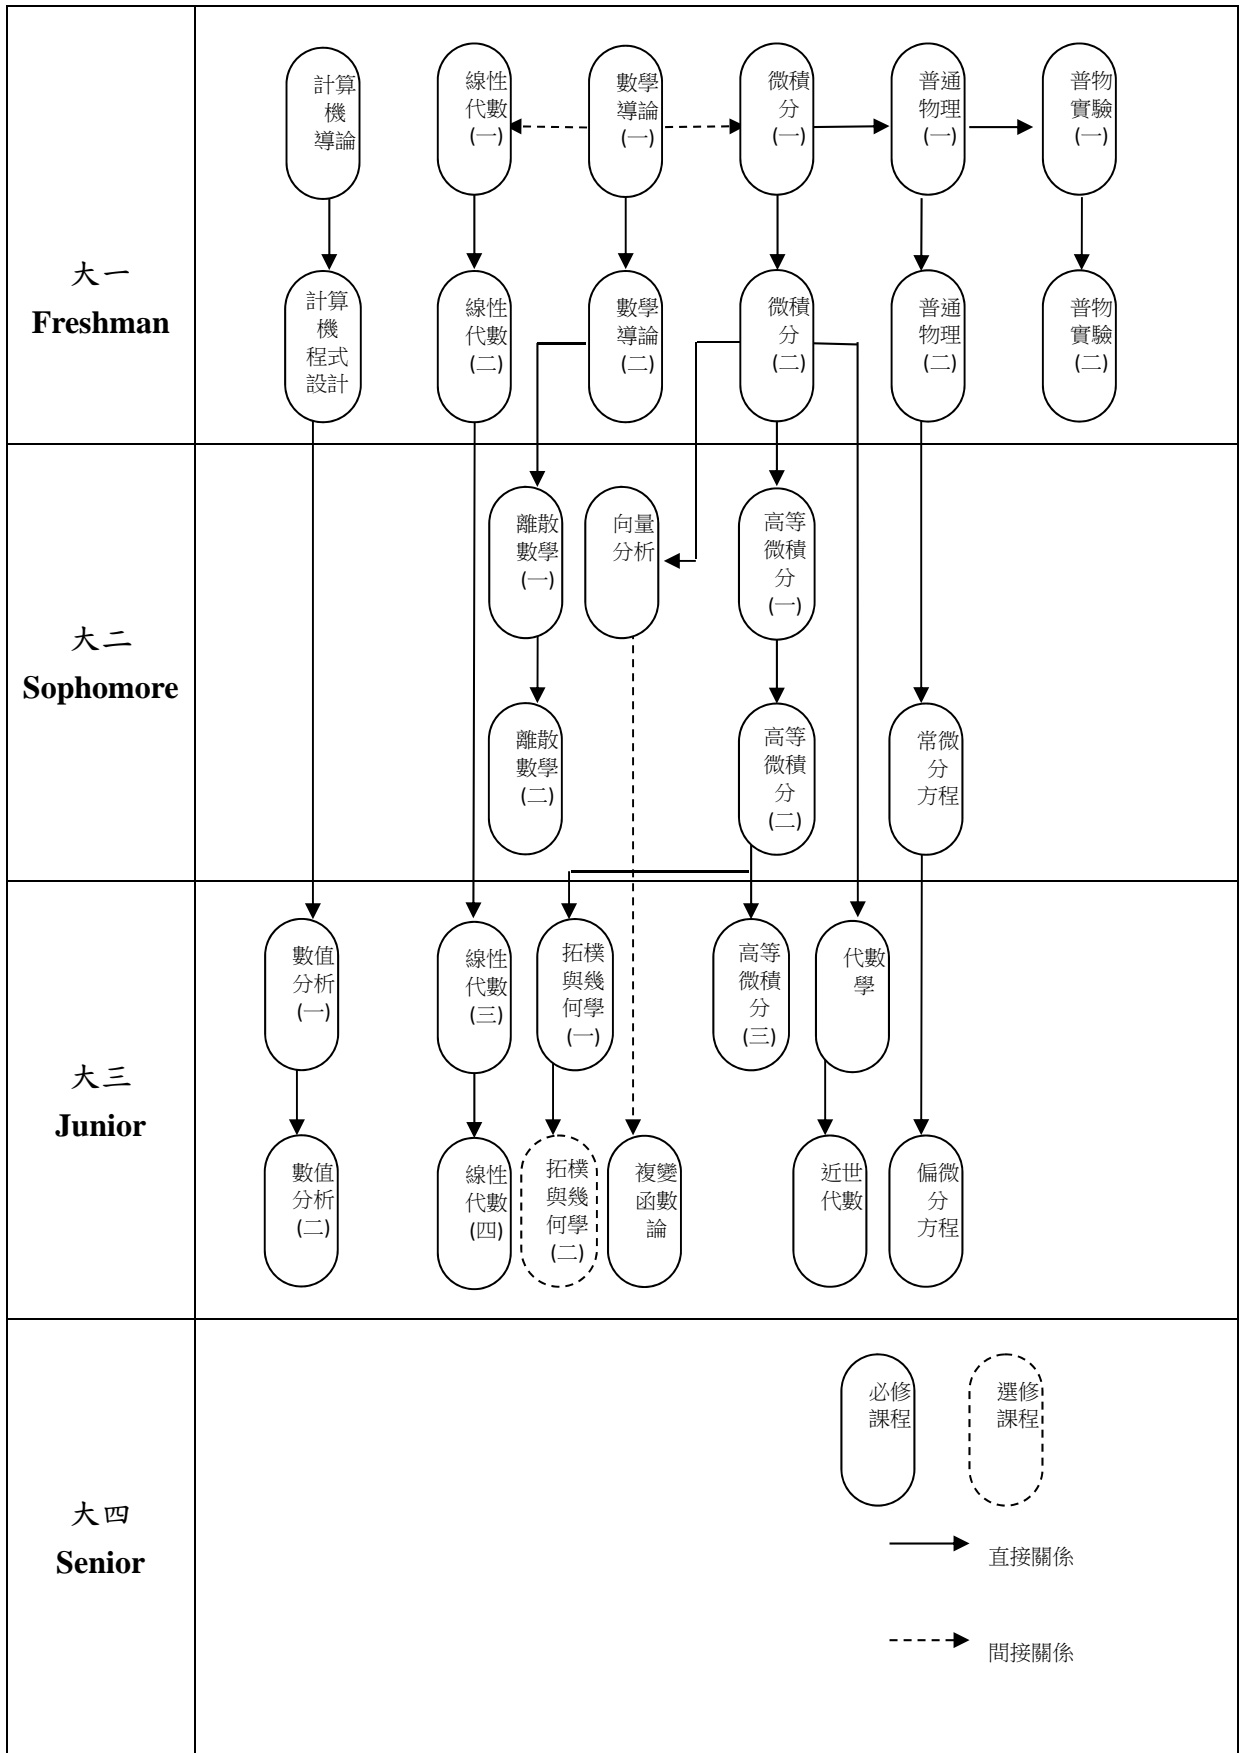 大一
Freshman
計算
機
導論
線性
代數
(一)
數學
導論
(一)
微積
分
(一)
普通
物理
(一)
普物
實驗
(一)
計算
機
程式
設計
線性
代數
(二)
數學
導論
(二)
微積
分
(二)
普通
物理
(二)
普物
實驗
(二)
大二
Sophomore
離散
數學
(一)
向量
分析
高等
微積
分
(一)
離散
數學
(二)
高等
微積
分
(二)
常微
分
方程
大三
Junior
數值
分析
(一)
線性
代數
(三)
拓樸
與幾
何學
(一)
高等
微積
分
(三)
代數
學
數值
分析
(二)
線性
代數
(四)
拓樸
與幾
何學
(二)
複變
函數
論
近世
代數
偏微
分
方程
大四
Senior
必修
課程
選修
課程
直接關係
間接關係